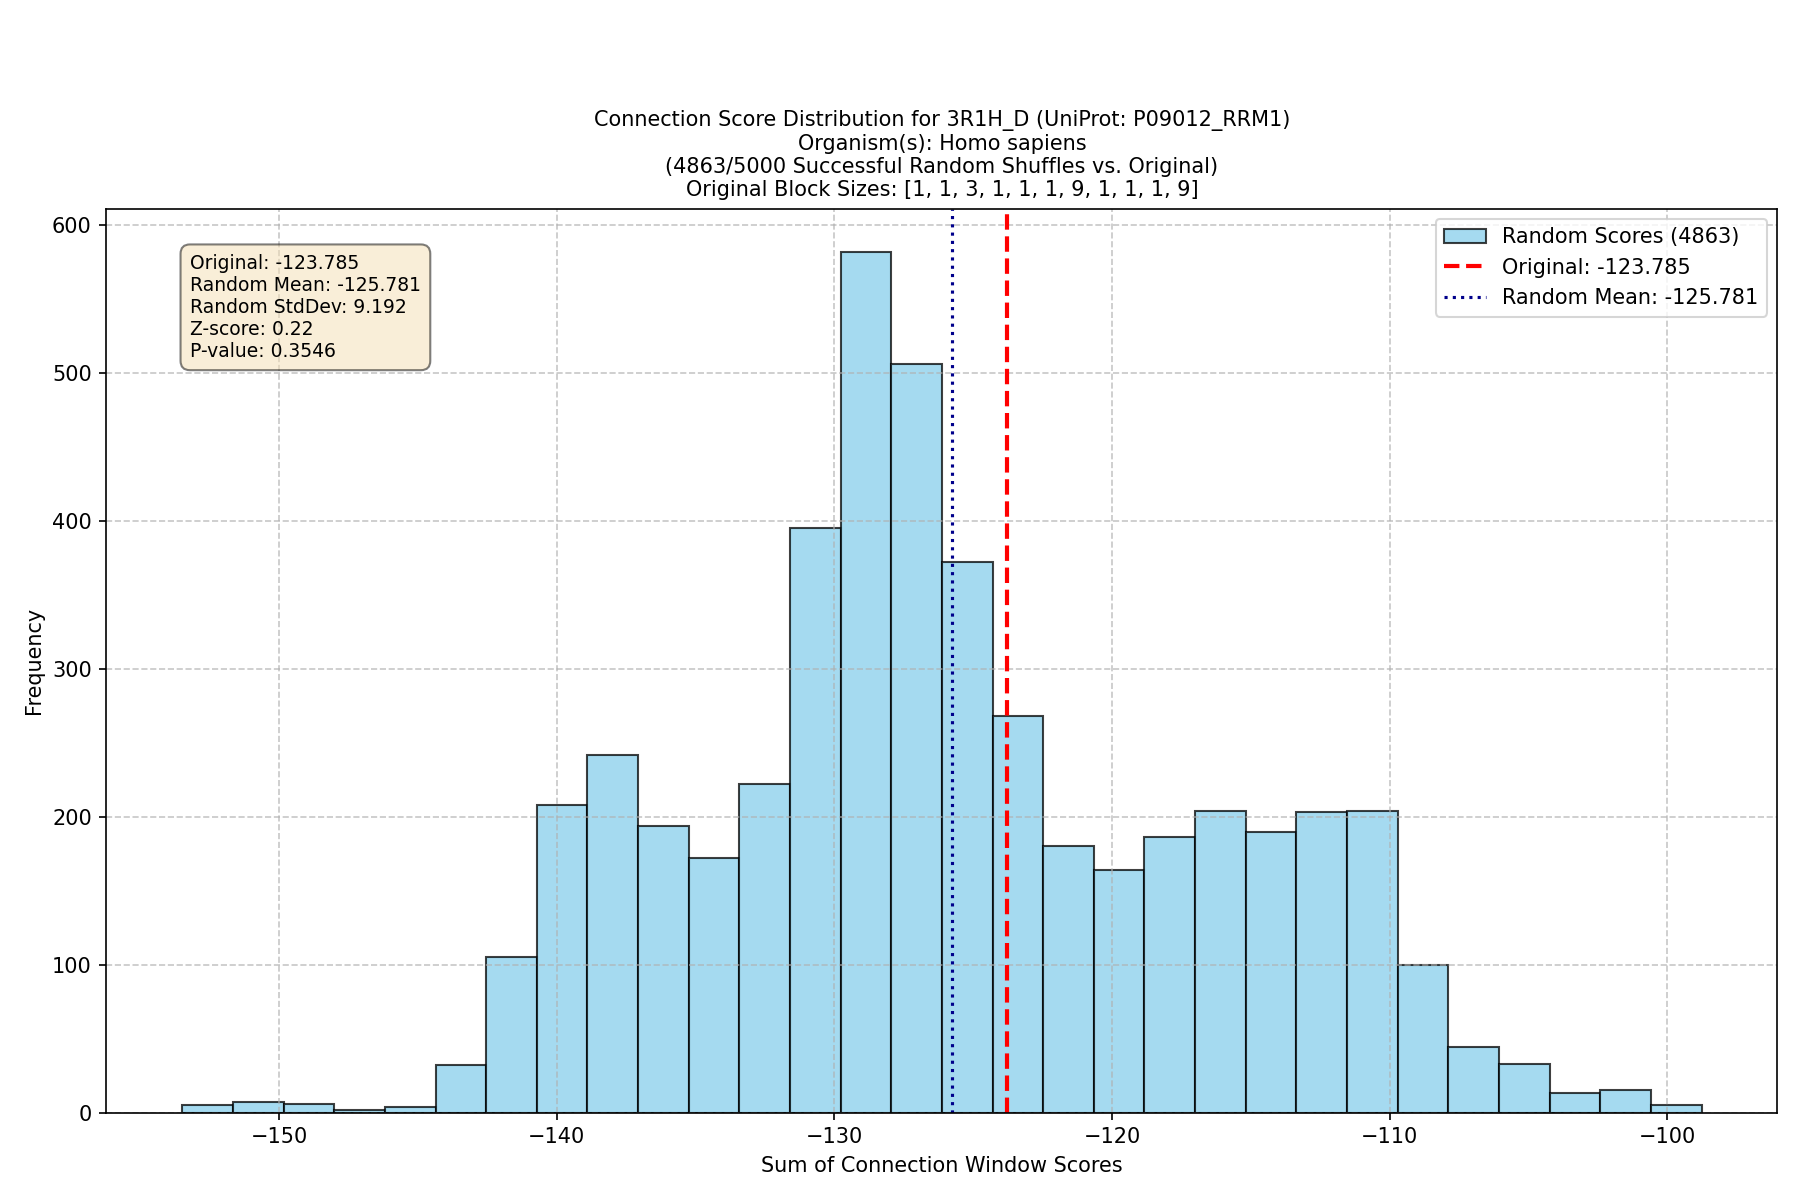 Connection Score Distribution for 3R1H_D (UniProt: P09012_RRM1)
Organism(s): Homo sapiens
(4863/5000 Successful Random Shuffles vs. Original)
Original Block Sizes: [1, 1, 3, 1, 1, 1, 9, 1, 1, 1, 9]
Original: -123.785
Random Mean: -125.781
Random StdDev: 9.192
Z-score: 0.22
P-value: 0.3546
Random Scores (4863)
Original: -123.785
Random Mean: -125.781
Frequency
600
500
400
300
200
100
0
−150
−140
−130
−120
−110
−100
Sum of Connection Window Scores